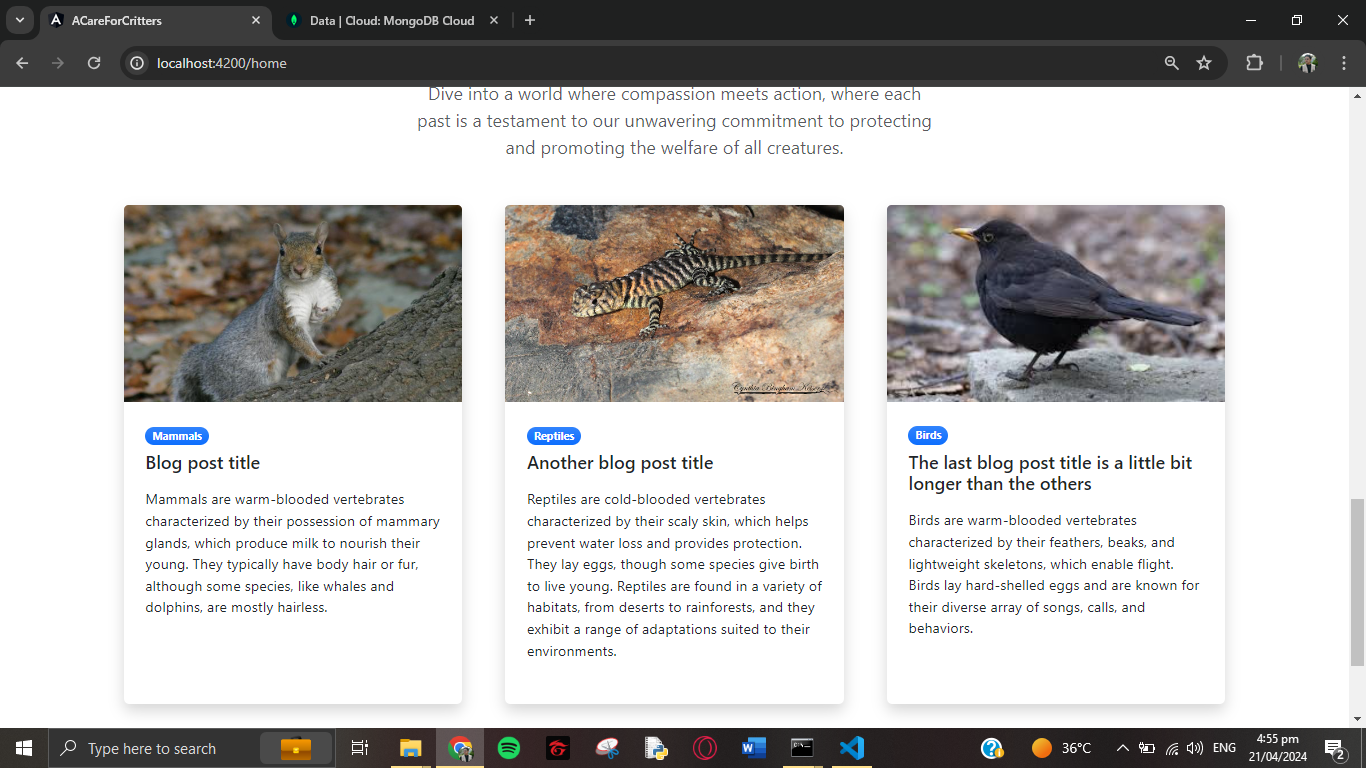 ACareForCritters
Data | Cloud: MongoDB Cloud
localhost:4200/home
Dive into a world where compassion meets action, where each
past is a testament to our unwavering commitment to protecting
and promoting the welfare of all creatures.
Cynthia Bingham Keiser
Mammals
Blog post title
Mammals are warm-blooded vertebrates
characterized by their possession of mammary
glands, which produce milk to nourish their
young. They typically have body hair or fur,
although some species, like whales and
dolphins, are mostly hairless.
Reptiles
Another blog post title
Reptiles are cold-blooded vertebrates
characterized by their scaly skin, which helps
prevent water loss and provides protection.
They lay eggs, though some species give birth
to live young. Reptiles are found in a variety of
habitats, from deserts to rainforests, and they
exhibit a range of adaptations suited to their
environments.
Birds
The last blog post title is a little bit
longer than the others
Birds are warm-blooded vertebrates
characterized by their feathers, beaks, and
lightweight skeletons, which enable flight.
Birds lay hard-shelled eggs and are known for
their diverse array of songs, calls, and
behaviors.
Type here to search
36°C
ENG
4:55 pm
21/04/2024
2